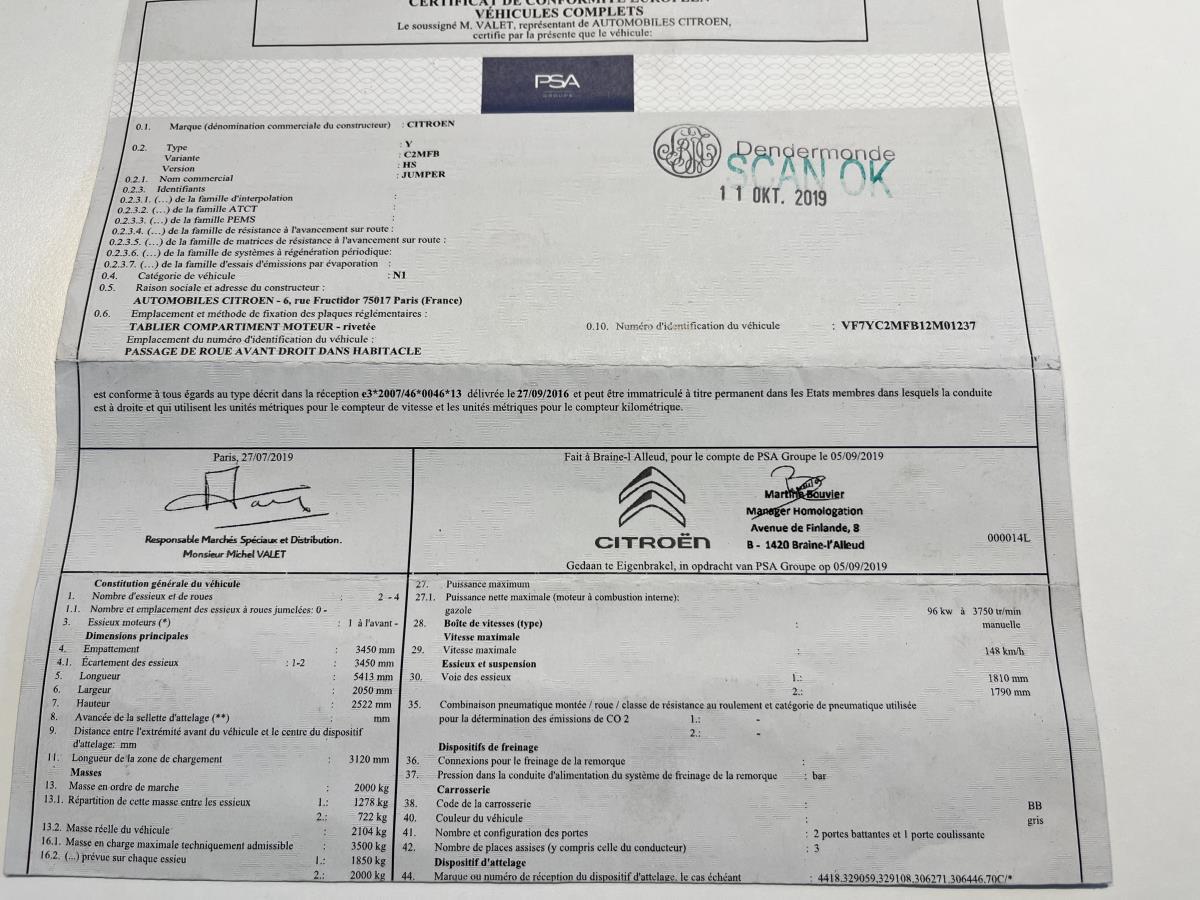 CERTIFICAT DE CONFORMITE EUROPEEN
VÉHICULES COMPLETS
Le soussigné M. VALET, représentant de AUTOMOBILES CITROEN,
certifie par la présente que le véhicule:
PSA
GROUPE
0.1. Marque (dénomination commerciale du constructeur) : CITROEN
0.2. Type : Y
Variante : C2MFB
Version : HS
0.2.1. Nom commercial : JUMPER
0.2.3. Identifiants
0.2.3.1. (...) de la famille d'interpolation :
0.2.3.2. (...) de la famille ATCT :
0.2.3.3. (...) de la famille PEMS :
0.2.3.4. (...) de la famille de résistance à l'avancement sur route :
0.2.3.5. (...) de la famille de matrices de résistance à l'avancement sur route :
0.2.3.6. (...) de la famille de systèmes à régénération périodique:
0.2.3.7. (...) de la famille d'essais d'émissions par évaporation :
0.4. Catégorie de véhicule : N1
0.5. Raison sociale et adresse du constructeur :
AUTOMOBILES CITROEN - 6, rue Fructidor 75017 Paris (France)
0.6. Emplacement et méthode de fixation des plaques réglémentaires :
TABLIER COMPARTIMENT MOTEUR - rivetée
Emplacement du numéro d'identification du véhicule :
PASSAGE DE ROUE AVANT DROIT DANS HABITACLE
Dendermonde
SCAN OK
11 OKT. 2019
0.10. Numéro d'identification du véhicule : VF7YC2MFB12M01237
est conforme à tous égards au type décrit dans la réception e3*2007/46*0046*13 délivrée le 27/09/2016 et peut être immatriculé à titre permanent dans les Etats membres dans lesquels la conduite
est à droite et qui utilisent les unités métriques pour le compteur de vitesse et les unités métriques pour le compteur kilométrique.
Paris, 27/07/2019
Responsable Marchés Spéciaux et Distribution.
Monsieur Michel VALET
Fait à Braine-l Alleud, pour le compte de PSA Groupe le 05/09/2019
CITROËN
Martine Bouvier
Manager Homologation
Avenue de Finlande, 8
B - 1420 Braine-l'Alleud
000014L
Gedaan te Eigenbrakel, in opdracht van PSA Groupe op 05/09/2019
Constitution générale du véhicule
1. Nombre d'essieux et de roues : 2 - 4
1.1. Nombre et emplacement des essieux à roues jumelées: 0 -
3. Essieux moteurs (*) : 1 à l'avant -
Dimensions principales
4. Empattement : 3450 mm
4.1. Écartement des essieux : 1-2 : 3450 mm
5. Longueur : 5413 mm
6. Largeur : 2050 mm
7. Hauteur : 2522 mm
8. Avancée de la sellette d'attelage (**) : mm
9. Distance entre l'extrémité avant du véhicule et le centre du dispositif
d'attelage: mm
11. Longueur de la zone de chargement : 3120 mm
Masses
13. Masse en ordre de marche : 2000 kg
13.1. Répartition de cette masse entre les essieux 1.: 1278 kg
2.: 722 kg
13.2. Masse réelle du véhicule : 2104 kg
16.1. Masse en charge maximale techniquement admissible : 3500 kg
16.2. (...) prévue sur chaque essieu 1.: 1850 kg
2.: 2000 kg
27. Puissance maximum
27.1. Puissance nette maximale (moteur à combustion interne):
gazole 96 kw à 3750 tr/min
28. Boîte de vitesses (type) : manuelle
Vitesse maximale
29. Vitesse maximale : 148 km/h
Essieux et suspension
30. Voie des essieux 1.: 1810 mm
2.: 1790 mm
35. Combinaison pneumatique montée / roue / classe de résistance au roulement et catégorie de pneumatique utilisée
pour la détermination des émissions de CO 2 1.: -
2.: -
Dispositifs de freinage
36. Connexions pour le freinage de la remorque :
37. Pression dans la conduite d'alimentation du système de freinage de la remorque : bar
Carrosserie
38. Code de la carrosserie : BB
40. Couleur du véhicule : gris
41. Nombre et configuration des portes : 2 portes battantes et 1 porte coulissante
42. Nombre de places assises (y compris celle du conducteur) : 3
Dispositif d'attelage
44. Marque ou numéro de réception du dispositif d'attelage, le cas échéant : 4418,329059,329108,306271,306446,70C/*